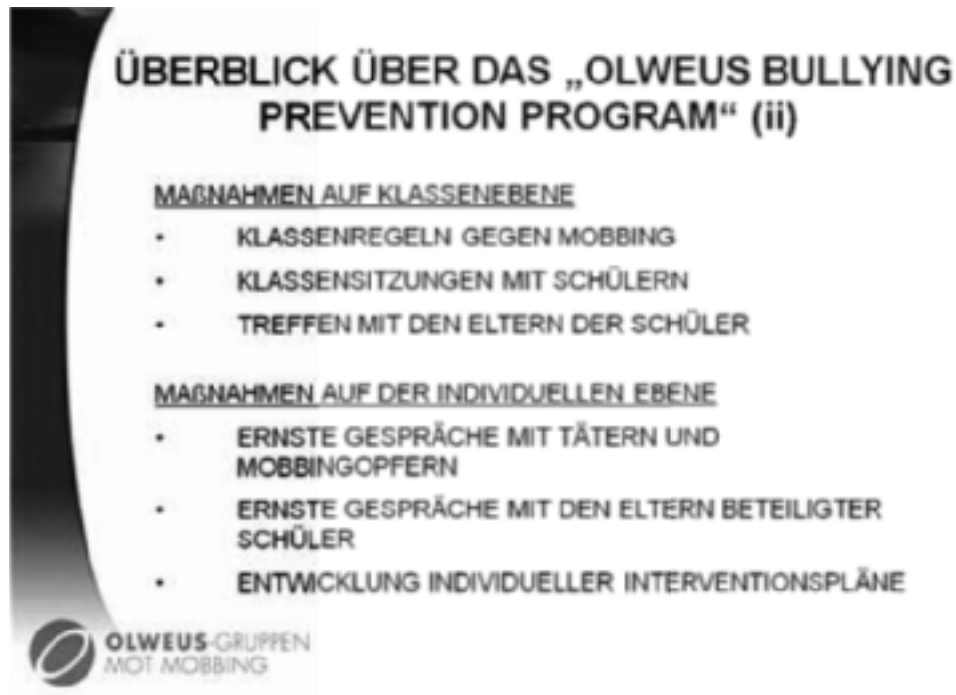 ÜBERBLICK ÜBER DAS „OLWEUS BULLYING
PREVENTION PROGRAM“ (ii)
MAßNAHMEN AUF KLASSENEBENE
• KLASSENREGELN GEGEN MOBBING
• KLASSENSITZUNGEN MIT SCHÜLERN
• TREFFEN MIT DEN ELTERN DER SCHÜLER
MAßNAHMEN AUF DER INDIVIDUELLEN EBENE
• ERNSTE GESPRÄCHE MIT TÄTERN UND
MOBBINGOPFERN
• ERNSTE GESPRÄCHE MIT DEN ELTERN BETEILIGTER
SCHÜLER
• ENTWICKLUNG INDIVIDUELLER INTERVENTIONSPLÄNE
OLWEUS-GRUPPEN
MOT MOBBING